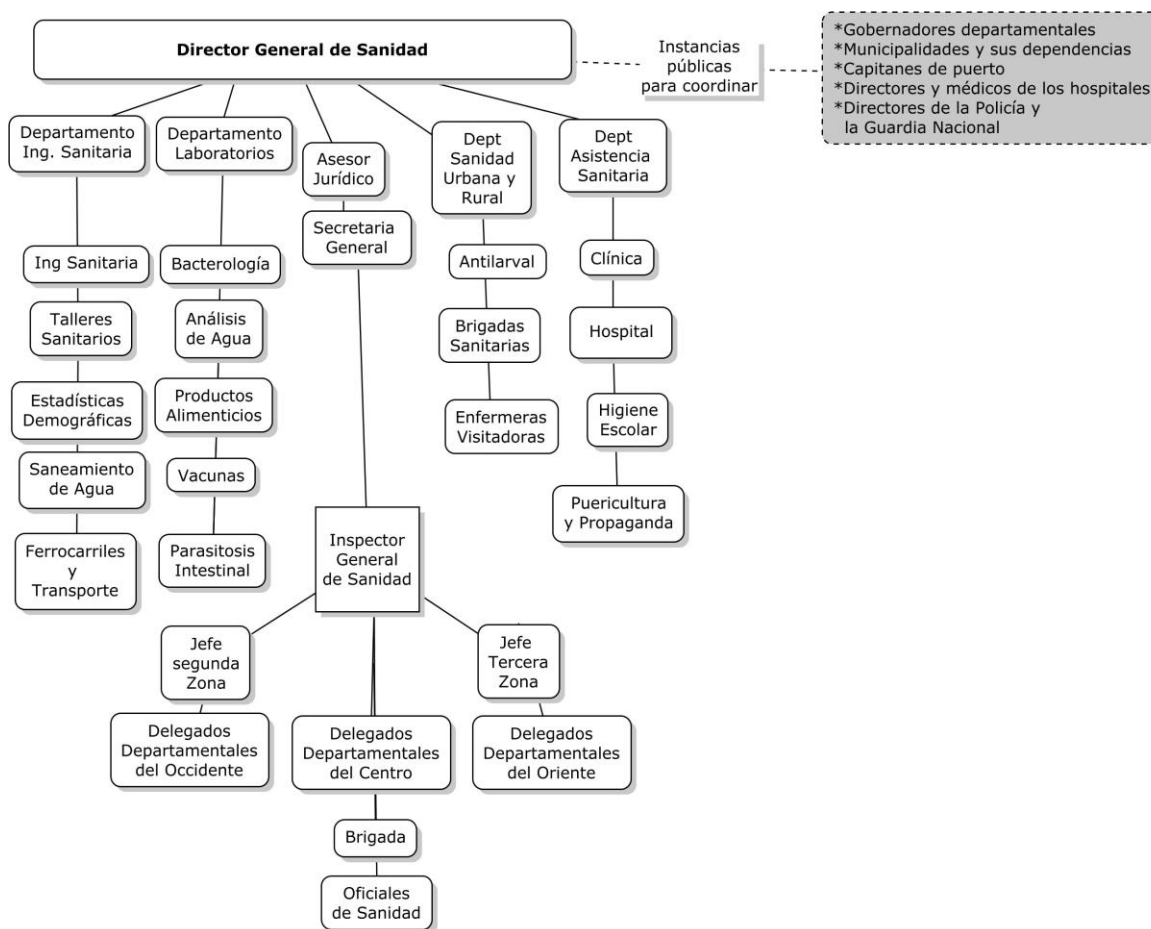 Director General de Sanidad
Instancias
públicas
para coordinar
*Gobernadores departamentales
*Municipalidades y sus dependencias
*Capitanes de puerto
*Directores y médicos de los hospitales
*Directores de la Policía y
la Guardia Nacional
Departamento
Ing. Sanitaria
Departamento
Laboratorios
Asesor
Jurídico
Dept
Sanidad
Urbana y
Rural
Dept
Asistencia
Sanitaria
Secretaria
General
Ing Sanitaria
Bacterología
Antilarval
Clínica
Talleres
Sanitarios
Análisis
de Agua
Brigadas
Sanitarias
Hospital
Estadísticas
Demográficas
Productos
Alimenticios
Enfermeras
Visitadoras
Higiene
Escolar
Saneamiento
de Agua
Vacunas
Puericultura
y Propaganda
Ferrocarriles
y
Transporte
Parasitosis
Intestinal
Inspector
General
de Sanidad
Jefe
segunda
Zona
Jefe
Tercera
Zona
Delegados
Departamentales
del Occidente
Delegados
Departamentales
del Centro
Delegados
Departamentales
del Oriente
Brigada
Oficiales
de Sanidad